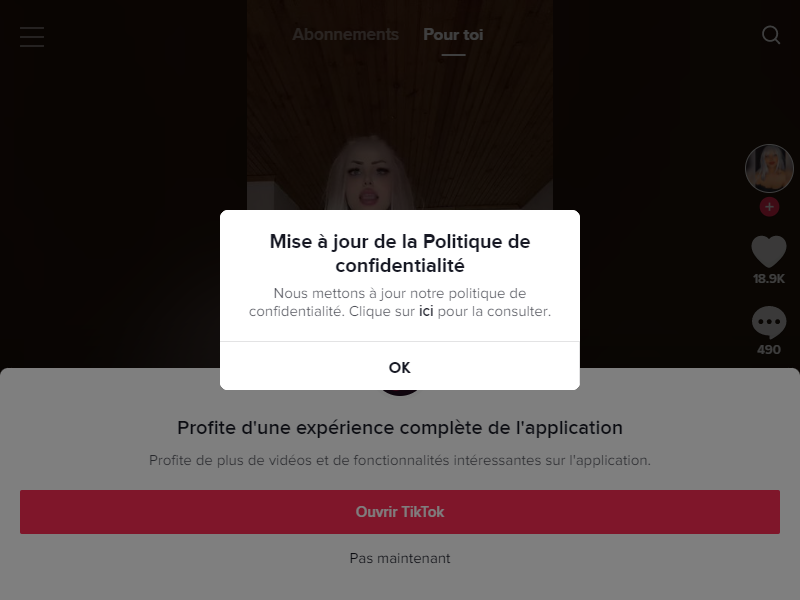 Abonnements
Pour toi
18.9K
490
Mise à jour de la Politique de
confidentialité
Nous mettons à jour notre politique de
confidentialité. Clique sur ici pour la consulter.
OK
Profite d'une expérience complète de l'application
Profite de plus de vidéos et de fonctionnalités intéressantes sur l'application.
Ouvrir TikTok
Pas maintenant